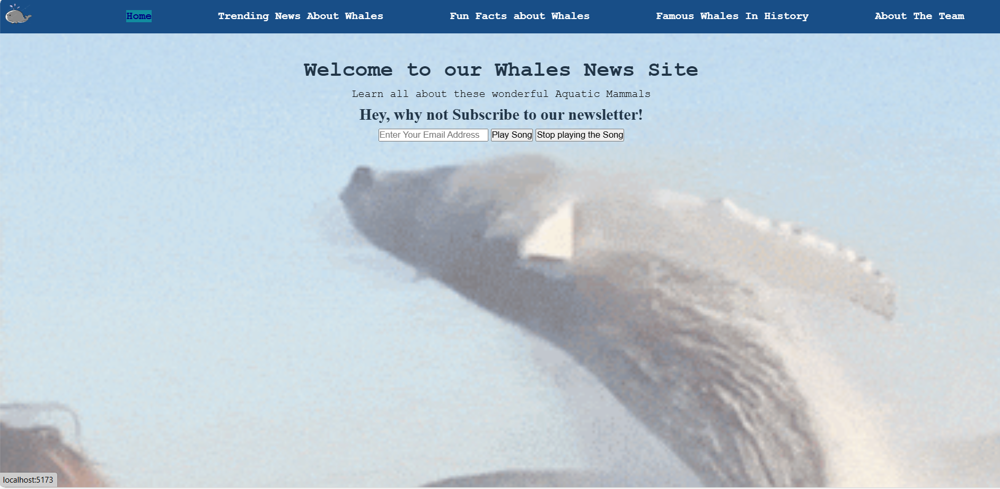 Home Trending News About Whales Fun Facts about Whales Famous Whales In History About The Team
Welcome to our Whales News Site
Learn all about these wonderful Aquatic Mammals
Hey, why not Subscribe to our newsletter!
Enter Your Email Address Play Song Stop playing the Song
localhost:5173